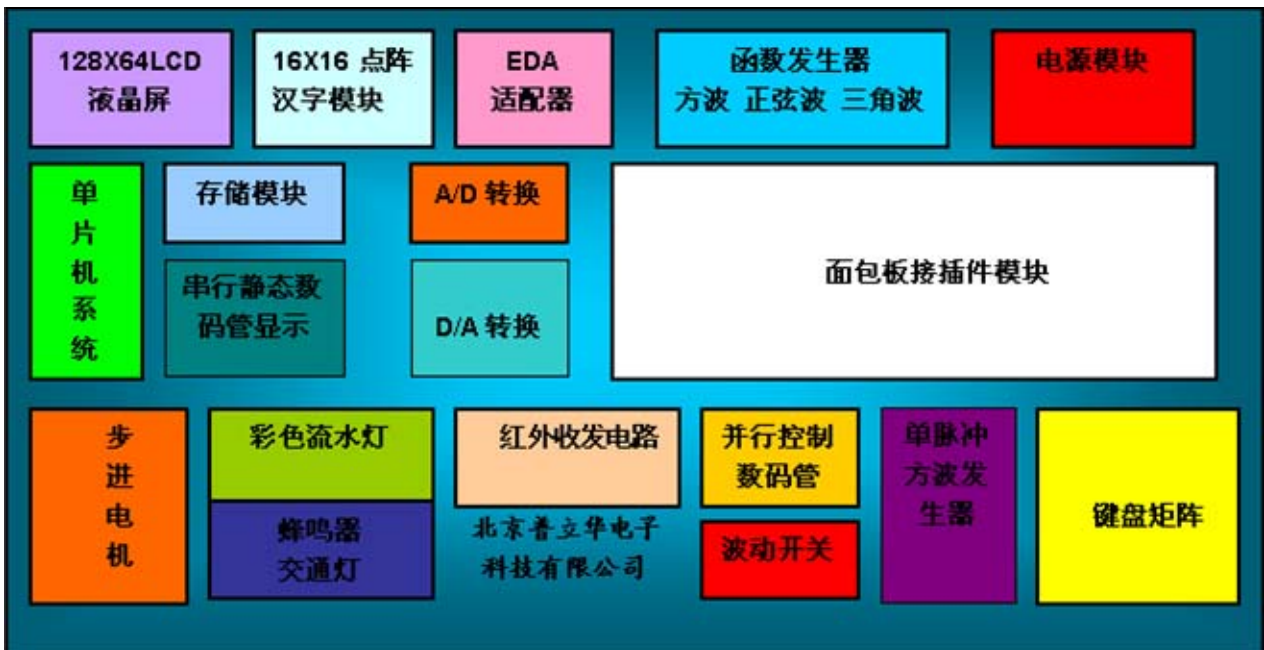 128X64LCD
液晶屏
16X16 点阵
汉字模块
EDA
适配器
函数发生器
方波 正弦波 三角波
电源模块
单
片
机
系
统
存储模块
A/D 转换
面包板接插件模块
串行静态数
码管显示
D/A 转换
步
进
电
机
彩色流水灯
蜂鸣器
交通灯
红外收发电路
北京普立华电子
科技有限公司
并行控制
数码管
波动开关
单脉冲
方波发
生器
键盘矩阵